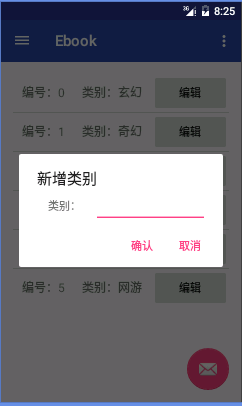 3G 8:25
Ebook
编号：0 类别：玄幻 编辑
编号：1 类别：奇幻 编辑
新增类别
类别：
确认 取消
编号：5 类别：网游 编辑